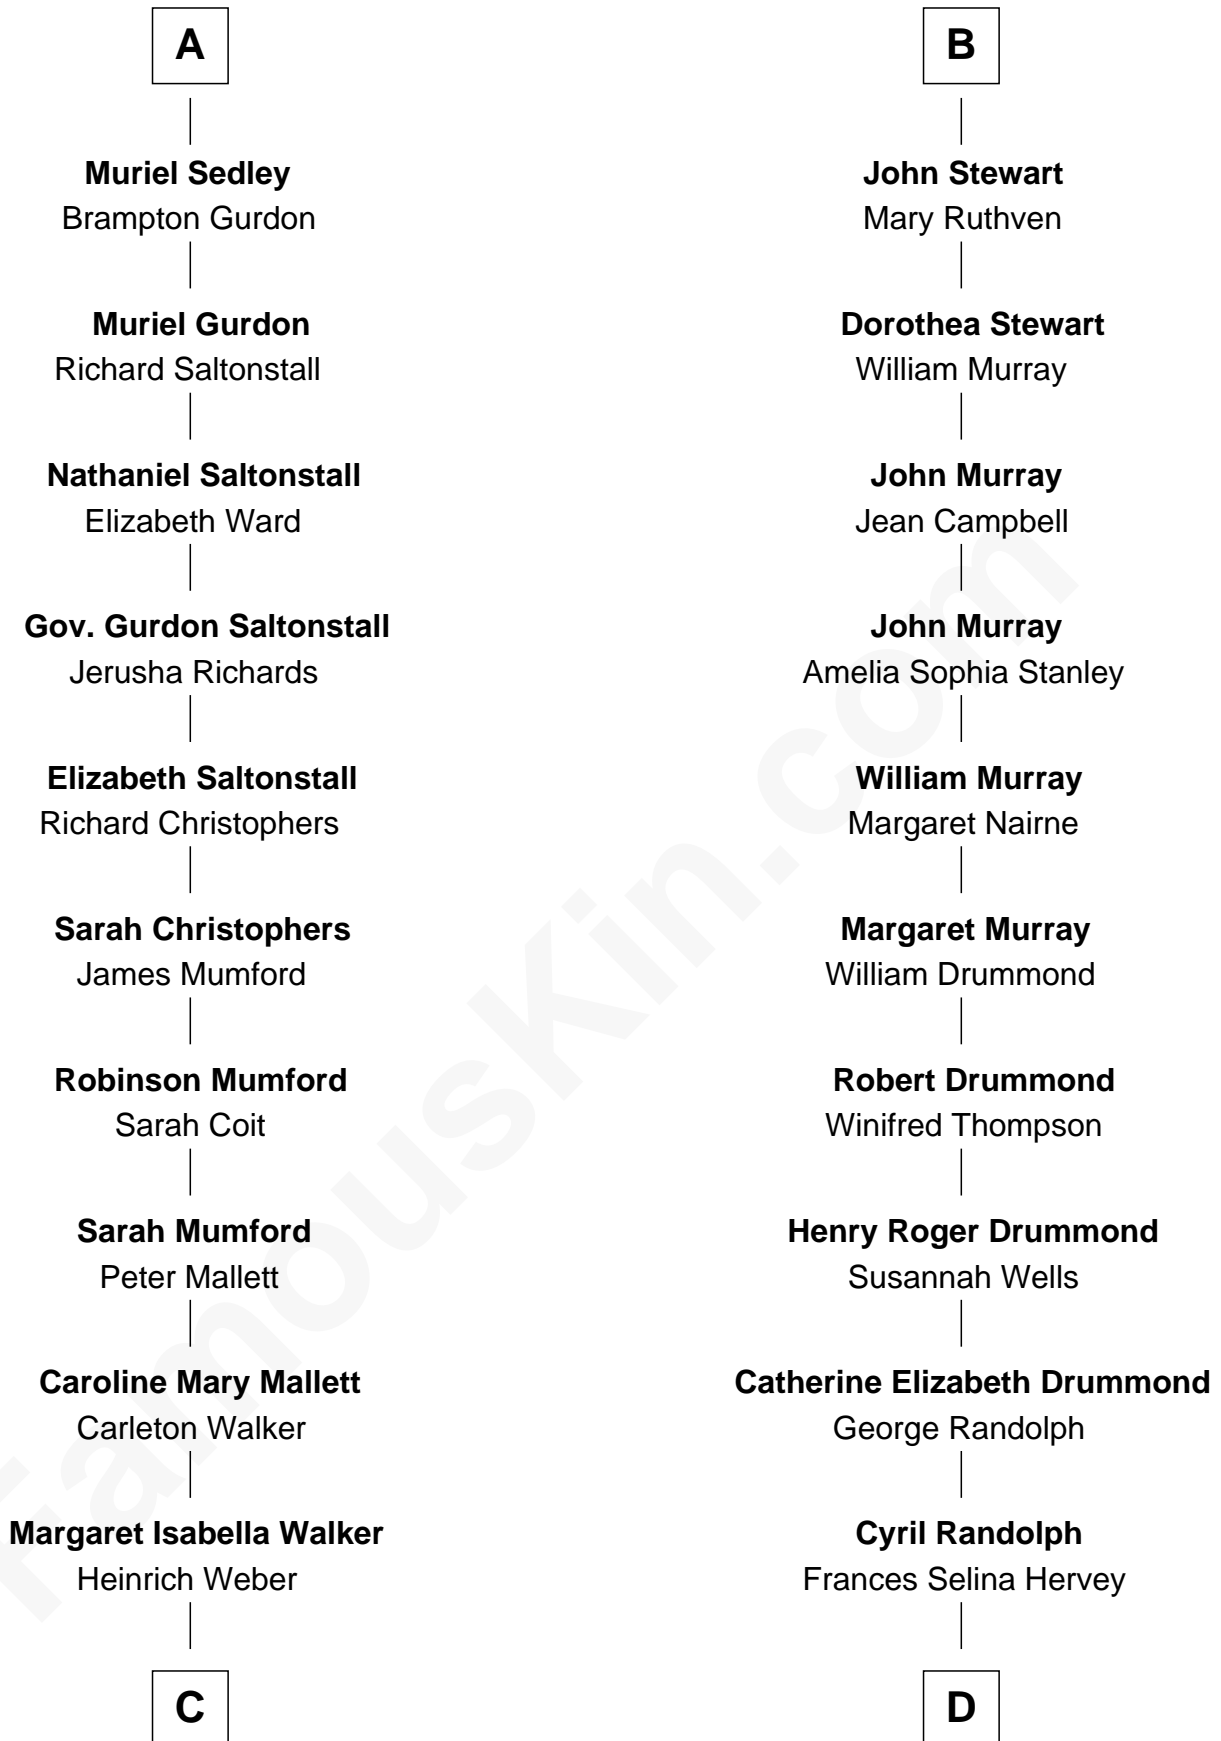 A
Muriel Sedley
Brampton Gurdon
Muriel Gurdon
Richard Saltonstall
Nathaniel Saltonstall
Elizabeth Ward
Gov. Gurdon Saltonstall
Jerusha Richards
Elizabeth Saltonstall
Richard Christophers
Sarah Christophers
James Mumford
Robinson Mumford
Sarah Coit
Sarah Mumford
Peter Mallett
Caroline Mary Mallett
Carleton Walker
Margaret Isabella Walker
Heinrich Weber
C
B
John Stewart
Mary Ruthven
Dorothea Stewart
William Murray
John Murray
Jean Campbell
John Murray
Amelia Sophia Stanley
William Murray
Margaret Nairne
Margaret Murray
William Drummond
Robert Drummond
Winifred Thompson
Henry Roger Drummond
Susannah Wells
Catherine Elizabeth Drummond
George Randolph
Cyril Randolph
Frances Selina Hervey
D
FamousKin.com